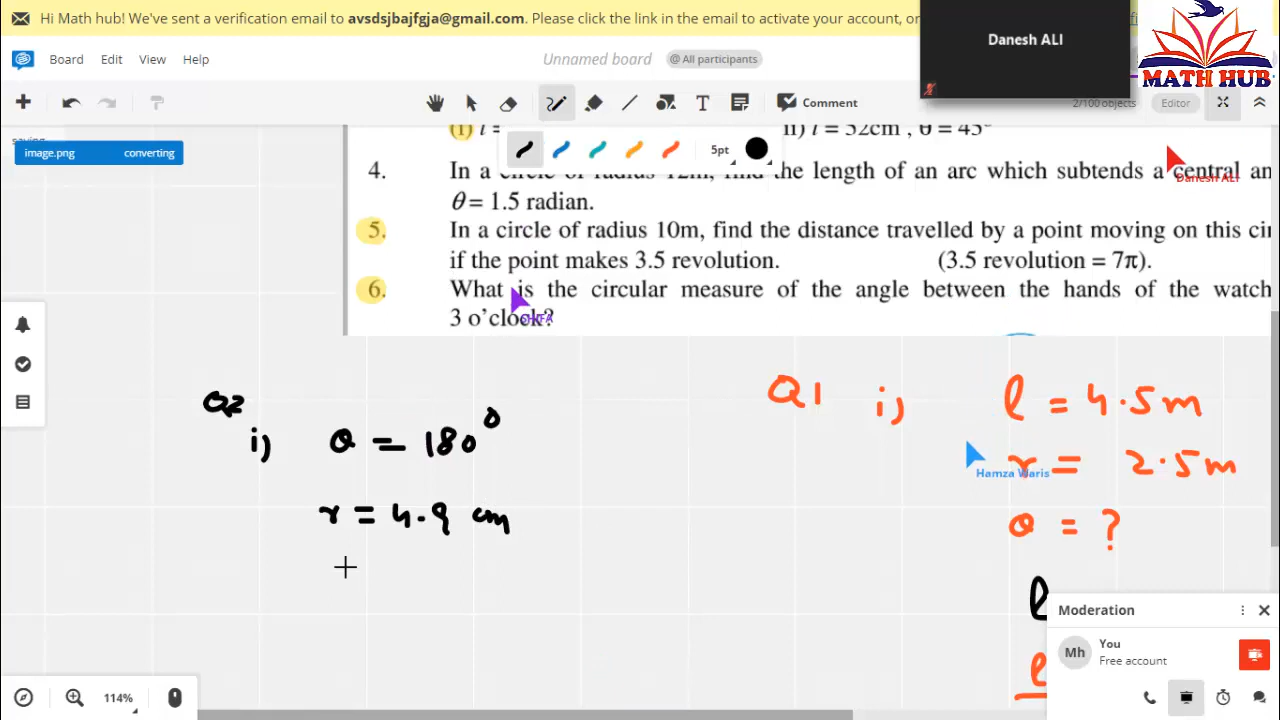 Hi Math hub! We've sent a verification email to avsdsjbajfgja@gmail.com. Please click the link in the email to activate your account, or
Danesh ALI
MATH HUB
Board Edit View Help
Unnamed board
@ All participants
Comment
2/100 objects
Editor
saving
image.png converting
5pt
(i) l = ii) l = 52cm , θ = 45°
4. In a circle of radius 12m, find the length of an arc which subtends a central an
θ = 1.5 radian.
Danesh ALI
5. In a circle of radius 10m, find the distance travelled by a point moving on this cir
if the point makes 3.5 revolution. (3.5 revolution = 7π).
6. What is the circular measure of the angle between the hands of the watch
3 o'clock?
SHIFA
Q2
i) θ = 180°
r = 4.9 cm
Q1 i) l = 4.5m
r = 2.5m
Hamza Waris
θ = ?
l
l
Moderation
Mh You
Free account
114%